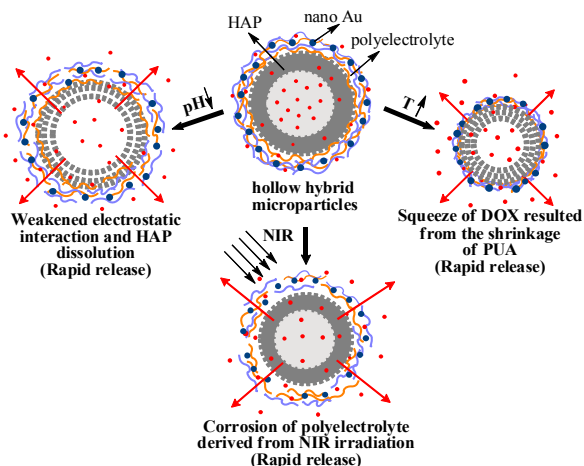 HAP
nano Au
polyelectrolyte
pH
T
hollow hybrid
microparticles
Weakened electrostatic
interaction and HAP
dissolution
(Rapid release)
Squeeze of DOX resulted
from the shrinkage
of PUA
(Rapid release)
NIR
Corrosion of polyelectrolyte
derived from NIR irradiation
(Rapid release)